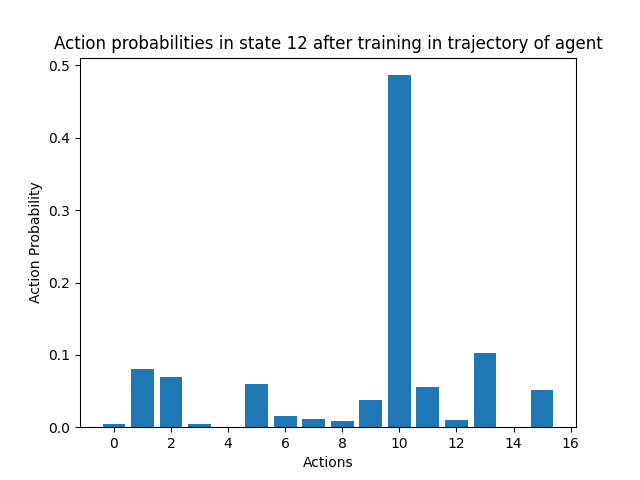 Action probabilities in state 12 after training in trajectory of agent
0.5
0.4
0.3
0.2
0.1
0.0
Action Probability
0 2 4 6 8 10 12 14 16
Actions